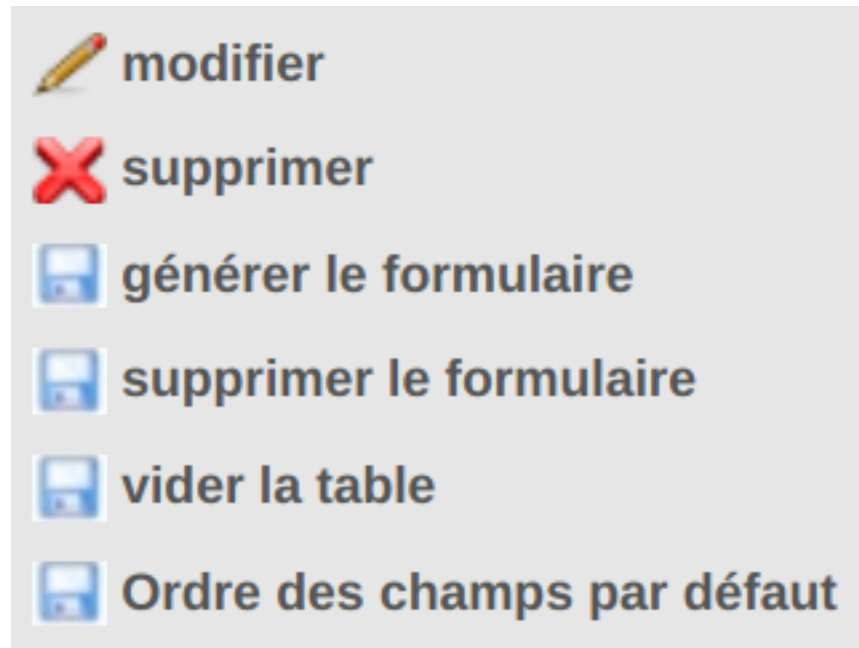 modifier
supprimer
générer le formulaire
supprimer le formulaire
vider la table
Ordre des champs par défaut